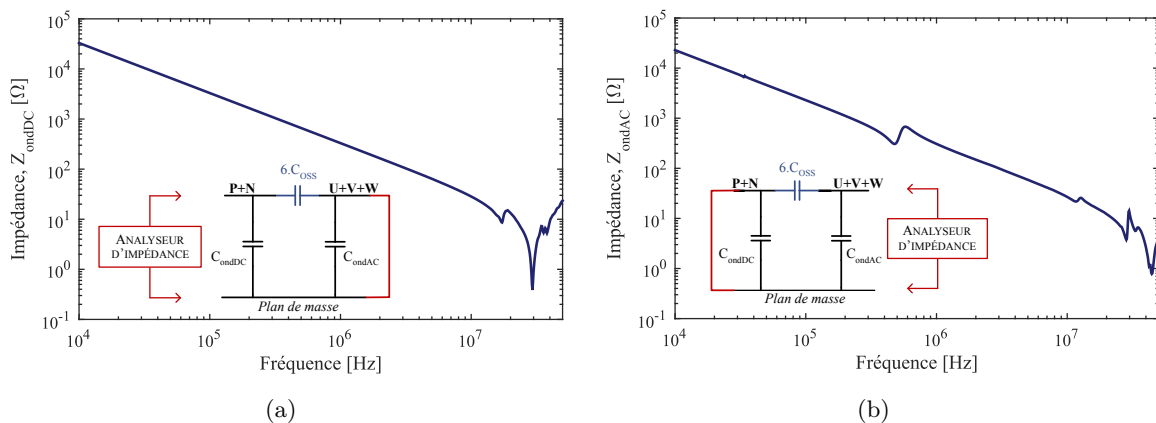 10^5
10^4
10^3
10^2
10^1
10^0
10^-1
Impédance, Z_ondDC [Ω]
6.C_OSS
P+N
U+V+W
ANALYSEUR
D'IMPÉDANCE
C_ondDC
C_ondAC
Plan de masse
10^4
10^5
10^6
10^7
Fréquence [Hz]
(a)
10^5
10^4
10^3
10^2
10^1
10^0
10^-1
Impédance, Z_ondAC [Ω]
6.C_OSS
P+N
U+V+W
C_ondDC
C_ondAC
ANALYSEUR
D'IMPÉDANCE
Plan de masse
10^4
10^5
10^6
10^7
Fréquence [Hz]
(b)